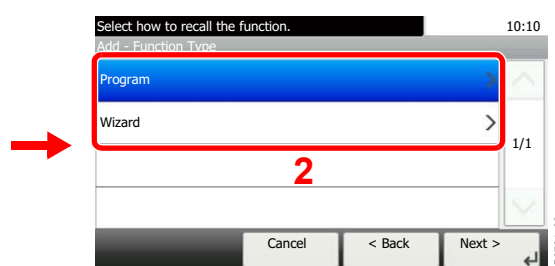 Select how to recall the function.
10:10
Add - Function Type
Program
Wizard
1/1
2
Cancel
< Back
Next >